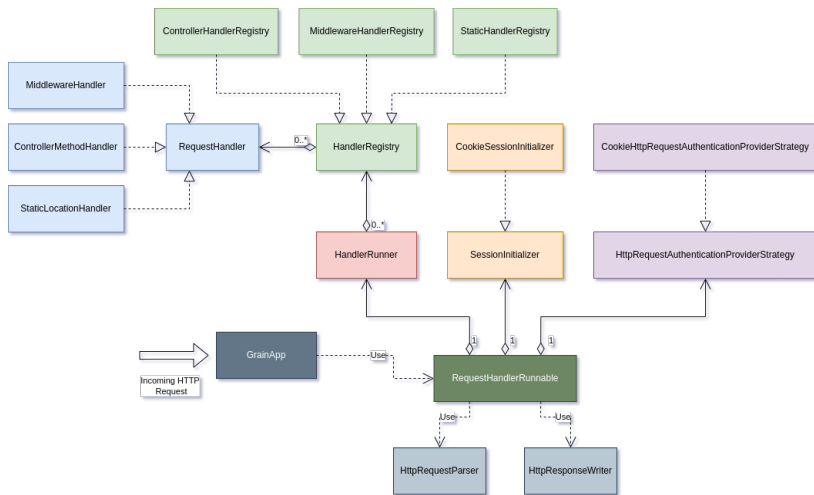 ControllerHandlerRegistry
MiddlewareHandlerRegistry
StaticHandlerRegistry
MiddlewareHandler
ControllerMethodHandler
RequestHandler
0..*
HandlerRegistry
CookieSessionInitializer
CookieHttpRequestAuthenticationProviderStrategy
StaticLocationHandler
0..*
HandlerRunner
SessionInitializer
HttpRequestAuthenticationProviderStrategy
1
1
1
GrainApp
Use
RequestHandlerRunnable
Incoming HTTP
Request
Use
Use
HttpRequestParser
HttpResponseWriter